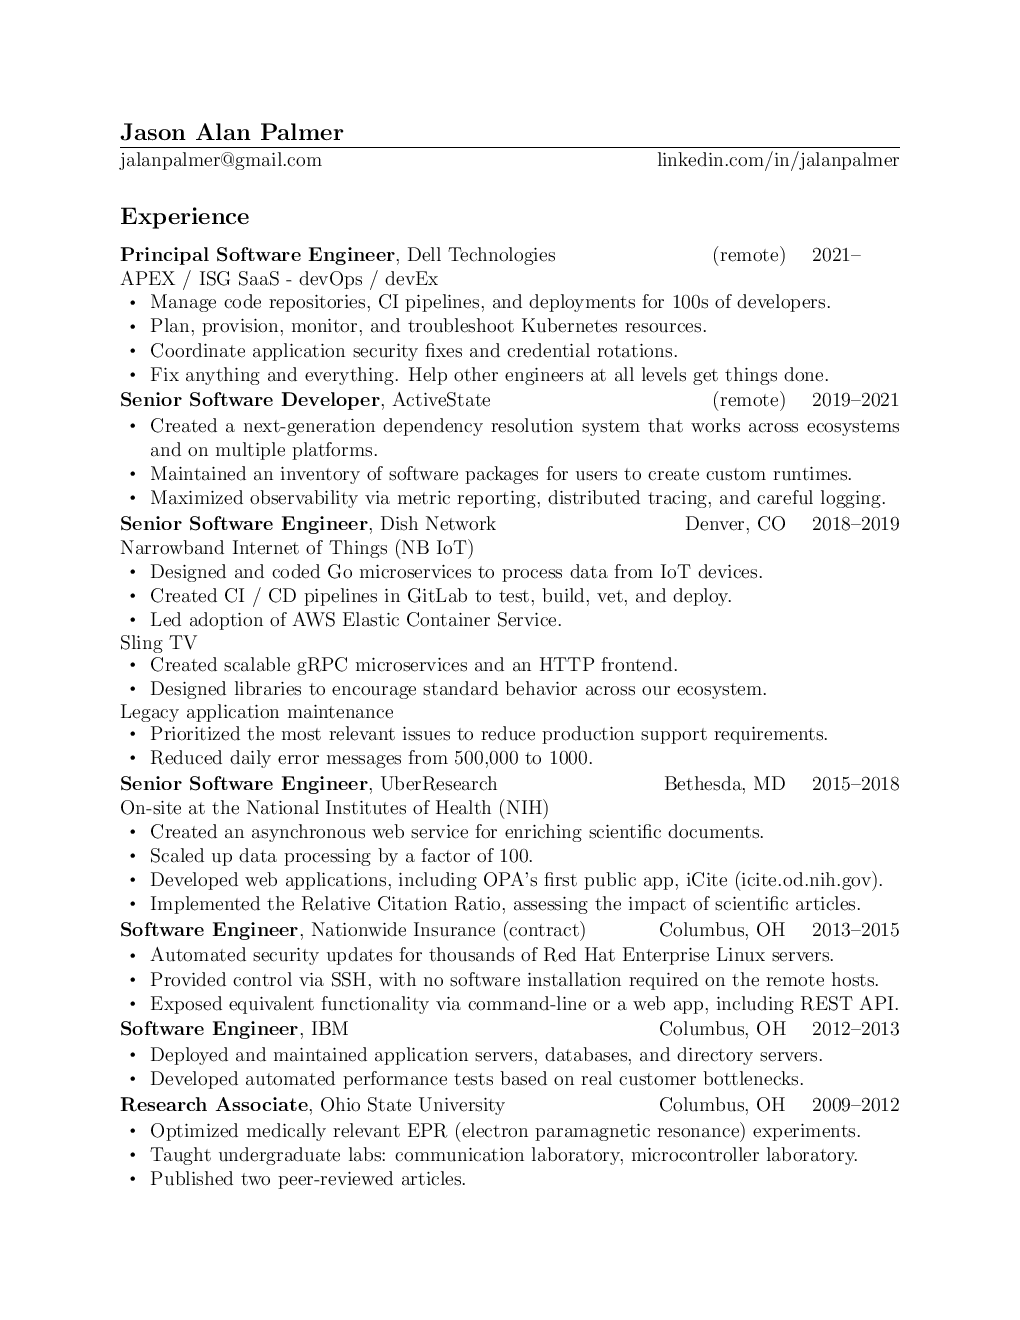 Jason Alan Palmer
jalanpalmer@gmail.com linkedin.com/in/jalanpalmer
Experience
Principal Software Engineer, Dell Technologies (remote) 2021–
APEX / ISG SaaS - devOps / devEx
• Manage code repositories, CI pipelines, and deployments for 100s of developers.
• Plan, provision, monitor, and troubleshoot Kubernetes resources.
• Coordinate application security fixes and credential rotations.
• Fix anything and everything. Help other engineers at all levels get things done.
Senior Software Developer, ActiveState (remote) 2019–2021
• Created a next-generation dependency resolution system that works across ecosystems
and on multiple platforms.
• Maintained an inventory of software packages for users to create custom runtimes.
• Maximized observability via metric reporting, distributed tracing, and careful logging.
Senior Software Engineer, Dish Network Denver, CO 2018–2019
Narrowband Internet of Things (NB IoT)
• Designed and coded Go microservices to process data from IoT devices.
• Created CI / CD pipelines in GitLab to test, build, vet, and deploy.
• Led adoption of AWS Elastic Container Service.
Sling TV
• Created scalable gRPC microservices and an HTTP frontend.
• Designed libraries to encourage standard behavior across our ecosystem.
Legacy application maintenance
• Prioritized the most relevant issues to reduce production support requirements.
• Reduced daily error messages from 500,000 to 1000.
Senior Software Engineer, UberResearch Bethesda, MD 2015–2018
On-site at the National Institutes of Health (NIH)
• Created an asynchronous web service for enriching scientific documents.
• Scaled up data processing by a factor of 100.
• Developed web applications, including OPA's first public app, iCite (icite.od.nih.gov).
• Implemented the Relative Citation Ratio, assessing the impact of scientific articles.
Software Engineer, Nationwide Insurance (contract) Columbus, OH 2013–2015
• Automated security updates for thousands of Red Hat Enterprise Linux servers.
• Provided control via SSH, with no software installation required on the remote hosts.
• Exposed equivalent functionality via command-line or a web app, including REST API.
Software Engineer, IBM Columbus, OH 2012–2013
• Deployed and maintained application servers, databases, and directory servers.
• Developed automated performance tests based on real customer bottlenecks.
Research Associate, Ohio State University Columbus, OH 2009–2012
• Optimized medically relevant EPR (electron paramagnetic resonance) experiments.
• Taught undergraduate labs: communication laboratory, microcontroller laboratory.
• Published two peer-reviewed articles.